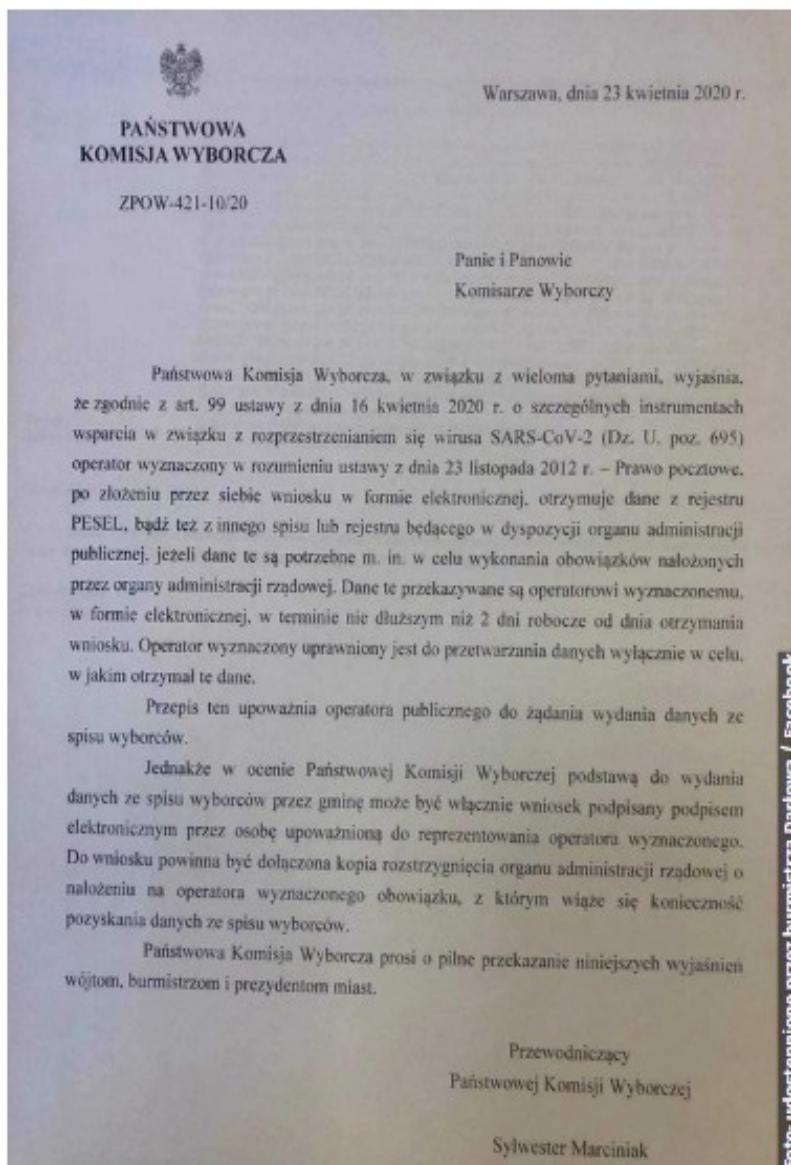 Warszawa, dnia 23 kwietnia 2020 r.
PAŃSTWOWA
KOMISJA WYBORCZA
ZPOW-421-10/20
Panie i Panowie
Komisarze Wyborczy
Państwowa Komisja Wyborcza, w związku z wieloma pytaniami, wyjaśnia,
że zgodnie z art. 99 ustawy z dnia 16 kwietnia 2020 r. o szczególnych instrumentach
wsparcia w związku z rozprzestrzenianiem się wirusa SARS-CoV-2 (Dz. U. poz. 695)
operator wyznaczony w rozumieniu ustawy z dnia 23 listopada 2012 r. – Prawo pocztowe,
po złożeniu przez siebie wniosku w formie elektronicznej, otrzymuje dane z rejestru
PESEL, bądź też z innego spisu lub rejestru będącego w dyspozycji organu administracji
publicznej, jeżeli dane te są potrzebne m. in. w celu wykonania obowiązków nałożonych
przez organy administracji rządowej. Dane te przekazywane są operatorowi wyznaczonemu,
w formie elektronicznej, w terminie nie dłuższym niż 2 dni robocze od dnia otrzymania
wniosku. Operator wyznaczony uprawniony jest do przetwarzania danych wyłącznie w celu,
w jakim otrzymał te dane.
Przepis ten upoważnia operatora publicznego do żądania wydania danych ze
spisu wyborców.
Jednakże w ocenie Państwowej Komisji Wyborczej podstawą do wydania
danych ze spisu wyborców przez gminę może być włącznie wniosek podpisany podpisem
elektronicznym przez osobę upoważnioną do reprezentowania operatora wyznaczonego.
Do wniosku powinna być dołączona kopia rozstrzygnięcia organu administracji rządowej o
nałożeniu na operatora wyznaczonego obowiązku, z którym wiąże się konieczność
pozyskania danych ze spisu wyborców.
Państwowa Komisja Wyborcza prosi o pilne przekazanie niniejszych wyjaśnień
wójtom, burmistrzom i prezydentom miast.
Przewodniczący
Państwowej Komisji Wyborczej
Sylwester Marciniak
Foto: udostępnione przez burmistrza Darłowa / Facebook